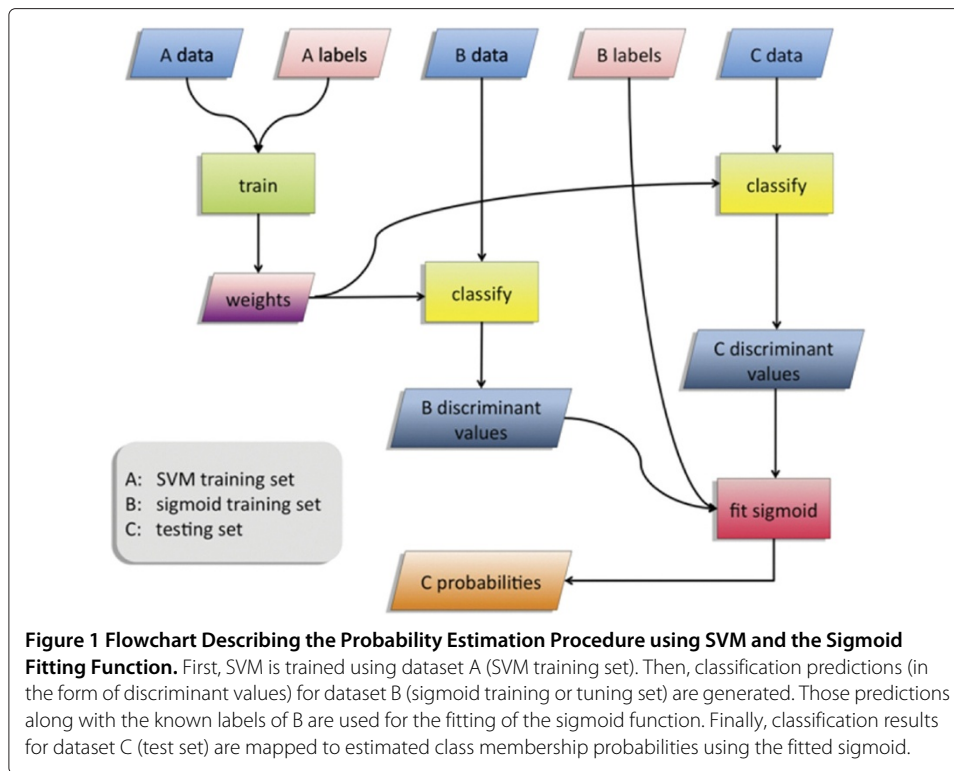 A data
A labels
B data
B labels
C data
train
classify
weights
classify
C discriminant
values
B discriminant
values
A: SVM training set
B: sigmoid training set
C: testing set
fit sigmoid
C probabilities
Figure 1 Flowchart Describing the Probability Estimation Procedure using SVM and the Sigmoid
Fitting Function. First, SVM is trained using dataset A (SVM training set). Then, classification predictions (in
the form of discriminant values) for dataset B (sigmoid training or tuning set) are generated. Those predictions
along with the known labels of B are used for the fitting of the sigmoid function. Finally, classification results
for dataset C (test set) are mapped to estimated class membership probabilities using the fitted sigmoid.